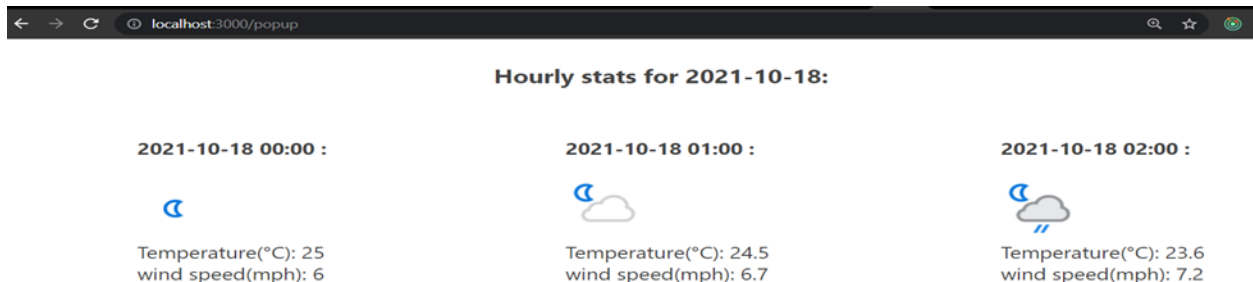 localhost:3000/popup
Hourly stats for 2021-10-18:
2021-10-18 00:00 :
2021-10-18 01:00 :
2021-10-18 02:00 :
Temperature(°C): 25
wind speed(mph): 6
Temperature(°C): 24.5
wind speed(mph): 6.7
Temperature(°C): 23.6
wind speed(mph): 7.2